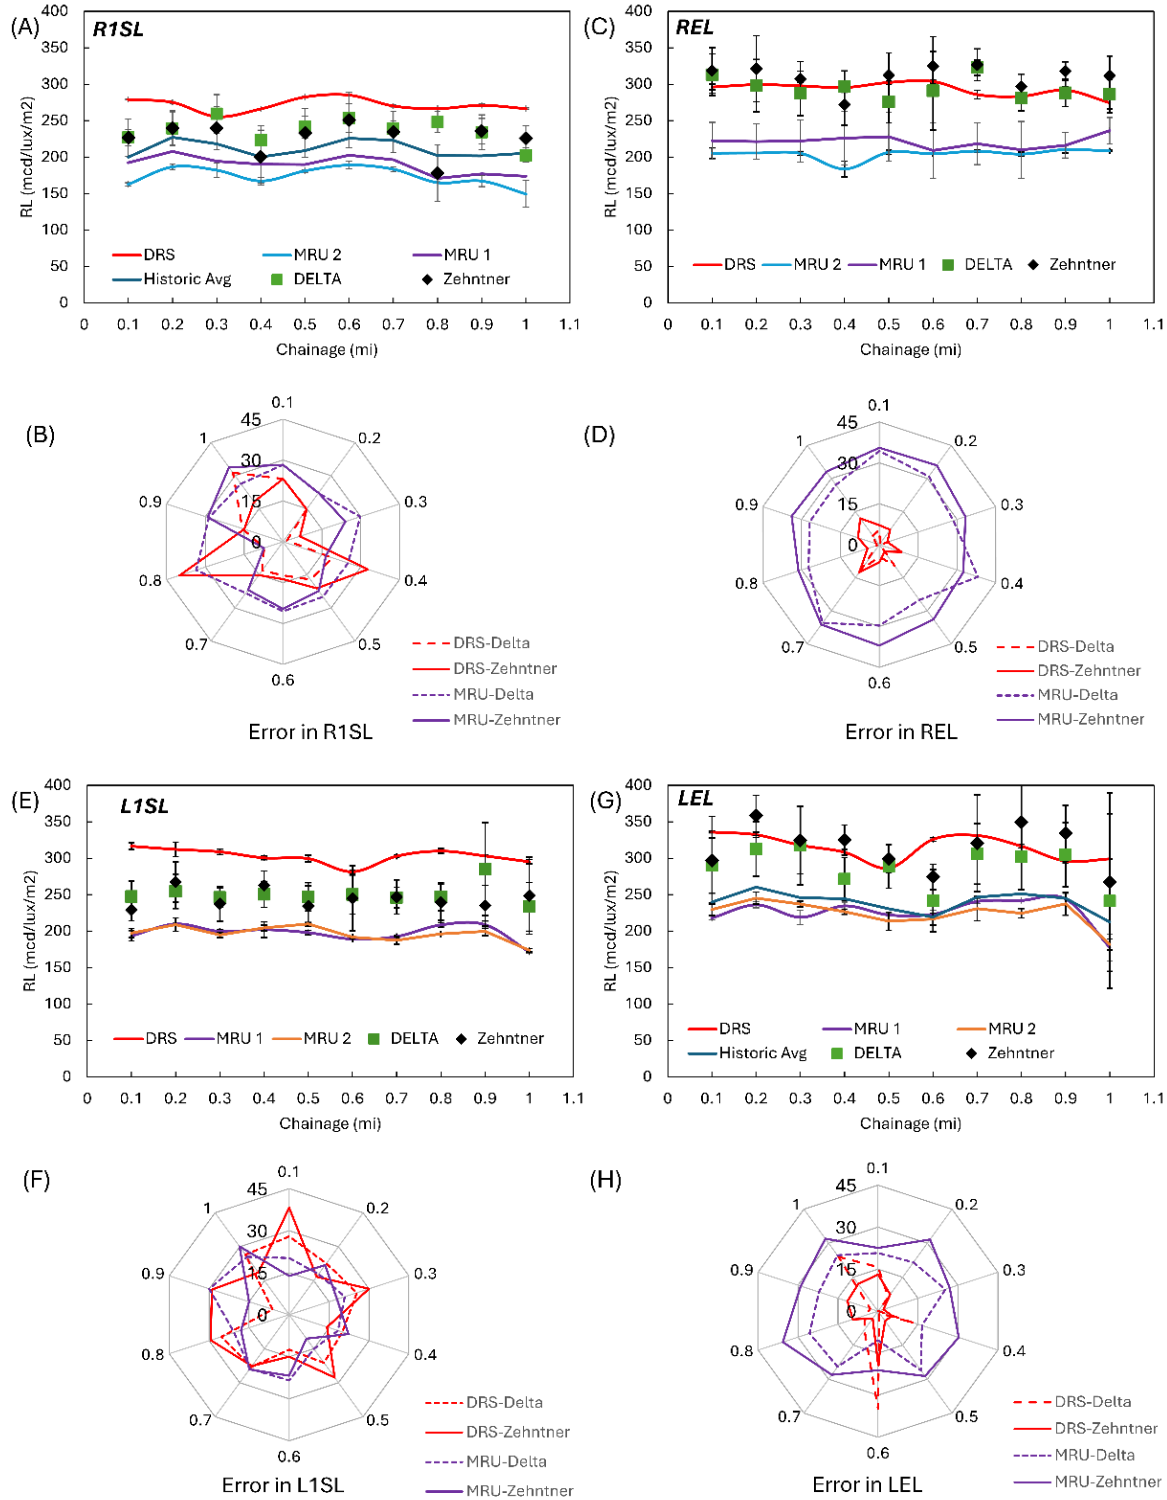 (A)
R1SL
400
350
300
250
200
150
100
50
0
RL (mcd/lux/m2)
DRS
MRU 2
MRU 1
Historic Avg
DELTA
Zehntner
0 0.1 0.2 0.3 0.4 0.5 0.6 0.7 0.8 0.9 1 1.1
Chainage (mi)
(C)
REL
400
350
300
250
200
150
100
50
0
RL (mcd/lux/m2)
DRS
MRU 2
MRU 1
DELTA
Zehntner
0 0.1 0.2 0.3 0.4 0.5 0.6 0.7 0.8 0.9 1 1.1
Chainage (mi)
(B)
0.1
0.2
0.3
0.4
0.5
0.6
0.7
0.8
0.9
1
45
30
15
0
DRS-Delta
DRS-Zehntner
MRU-Delta
MRU-Zehntner
Error in R1SL
(D)
0.1
0.2
0.3
0.4
0.5
0.6
0.7
0.8
0.9
1
45
30
15
0
DRS-Delta
DRS-Zehntner
MRU-Delta
MRU-Zehntner
Error in REL
(E)
L1SL
400
350
300
250
200
150
100
50
0
RL (mcd/lux/m2)
DRS
MRU 1
MRU 2
DELTA
Zehntner
0 0.1 0.2 0.3 0.4 0.5 0.6 0.7 0.8 0.9 1 1.1
Chainage (mi)
(G)
LEL
400
350
300
250
200
150
100
50
0
RL (mcd/lux/m2)
DRS
MRU 1
MRU 2
Historic Avg
DELTA
Zehntner
0 0.1 0.2 0.3 0.4 0.5 0.6 0.7 0.8 0.9 1 1.1
Chainage (mi)
(F)
0.1
0.2
0.3
0.4
0.5
0.6
0.7
0.8
0.9
1
45
30
15
0
DRS-Delta
DRS-Zehntner
MRU-Delta
MRU-Zehntner
Error in L1SL
(H)
0.1
0.2
0.3
0.4
0.5
0.6
0.7
0.8
0.9
1
45
30
15
0
DRS-Delta
DRS-Zehntner
MRU-Delta
MRU-Zehntner
Error in LEL